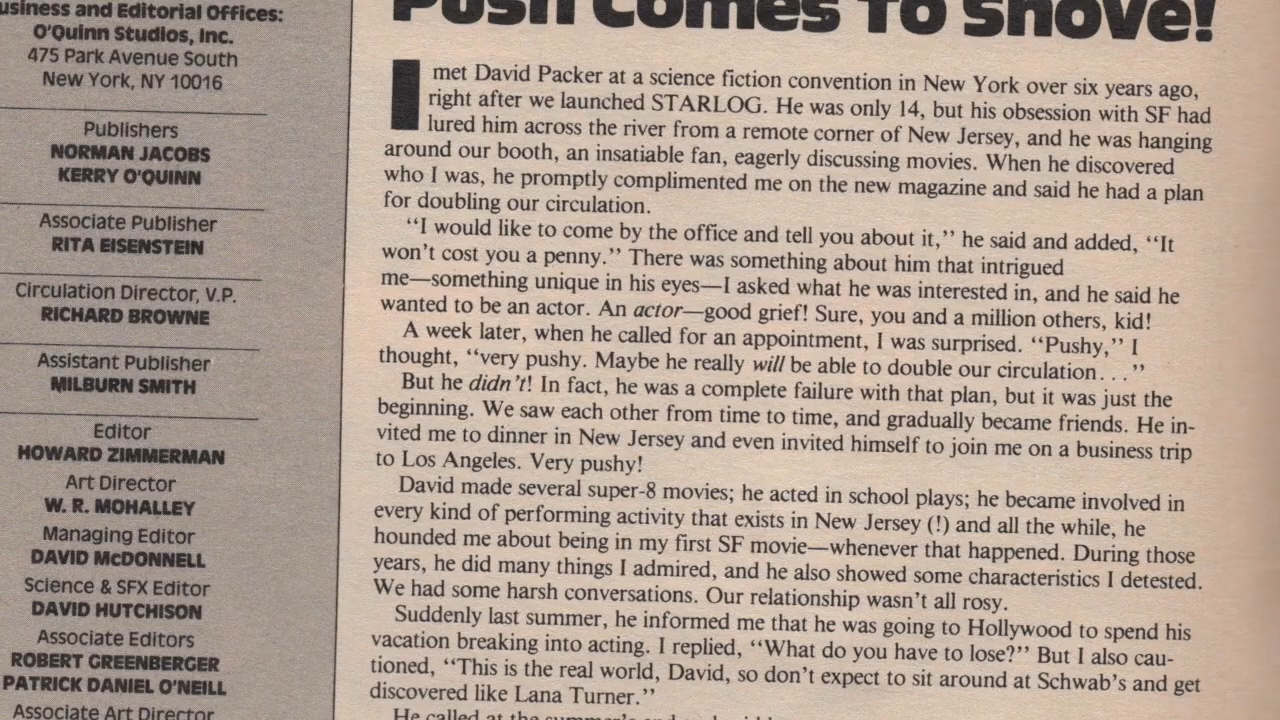 Business and Editorial Offices:
O'Quinn Studios, Inc.
475 Park Avenue South
New York, NY 10016
Publishers
NORMAN JACOBS
KERRY O'QUINN
Associate Publisher
RITA EISENSTEIN
Circulation Director, V.P.
RICHARD BROWNE
Assistant Publisher
MILBURN SMITH
Editor
HOWARD ZIMMERMAN
Art Director
W. R. MOHALLEY
Managing Editor
DAVID McDONNELL
Science & SFX Editor
DAVID HUTCHISON
Associate Editors
ROBERT GREENBERGER
PATRICK DANIEL O'NEILL
Associate Art Director
Push Comes To Shove!
I met David Packer at a science fiction convention in New York over six years ago,
right after we launched STARLOG. He was only 14, but his obsession with SF had
lured him across the river from a remote corner of New Jersey, and he was hanging
around our booth, an insatiable fan, eagerly discussing movies. When he discovered
who I was, he promptly complimented me on the new magazine and said he had a plan
for doubling our circulation.
“I would like to come by the office and tell you about it,” he said and added, “It
won’t cost you a penny.” There was something about him that intrigued
me—something unique in his eyes—I asked what he was interested in, and he said he
wanted to be an actor. An actor—good grief! Sure, you and a million others, kid!
A week later, when he called for an appointment, I was surprised. “Pushy,” I
thought, “very pushy. Maybe he really will be able to double our circulation...”
But he didn’t! In fact, he was a complete failure with that plan, but it was just the
beginning. We saw each other from time to time, and gradually became friends. He in-
vited me to dinner in New Jersey and even invited himself to join me on a business trip
to Los Angeles. Very pushy!
David made several super-8 movies; he acted in school plays; he became involved in
every kind of performing activity that exists in New Jersey (!) and all the while, he
hounded me about being in my first SF movie—whenever that happened. During those
years, he did many things I admired, and he also showed some characteristics I detested.
We had some harsh conversations. Our relationship wasn’t all rosy.
Suddenly last summer, he informed me that he was going to Hollywood to spend his
vacation breaking into acting. I replied, “What do you have to lose?” But I also cau-
tioned, “This is the real world, David, so don’t expect to sit around at Schwab’s and get
discovered like Lana Turner.”
He called at the summer’s end